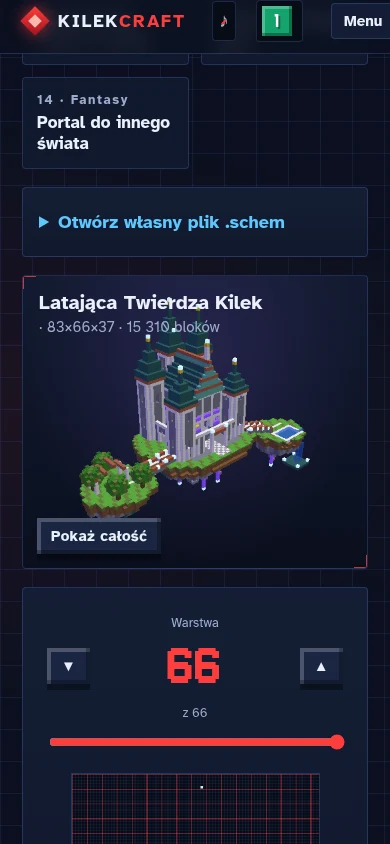 KILEKCRAFT
♪
1
Menu
14 · Fantasy
Portal do innego
świata
▶ Otwórz własny plik .schem
Latająca Twierdza Kilek
· 83×66×37 · 15 310 bloków
Pokaż całość
Warstwa
▼
66
▲
z 66